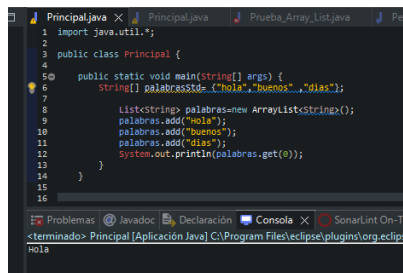 Principal.java Principal.java Prueba_Array_List.java Pe
1 import java.util.*;
2
3 public class Principal {
4
5 public static void main(String[] args) {
6 String[] palabrasStd= {"hola","buenos" ,"dias"};
7
8 List<String> palabras=new ArrayList<String>();
9 palabras.add("Hola");
10 palabras.add("buenos");
11 palabras.add("dias");
12 System.out.println(palabras.get(0));
13 }
14 }
15
16
Problemas @ Javadoc Declaración Consola SonarLint On-T
<terminado> Principal [Aplicación Java] C:\Program Files\eclipse\plugins\org.eclips
Hola